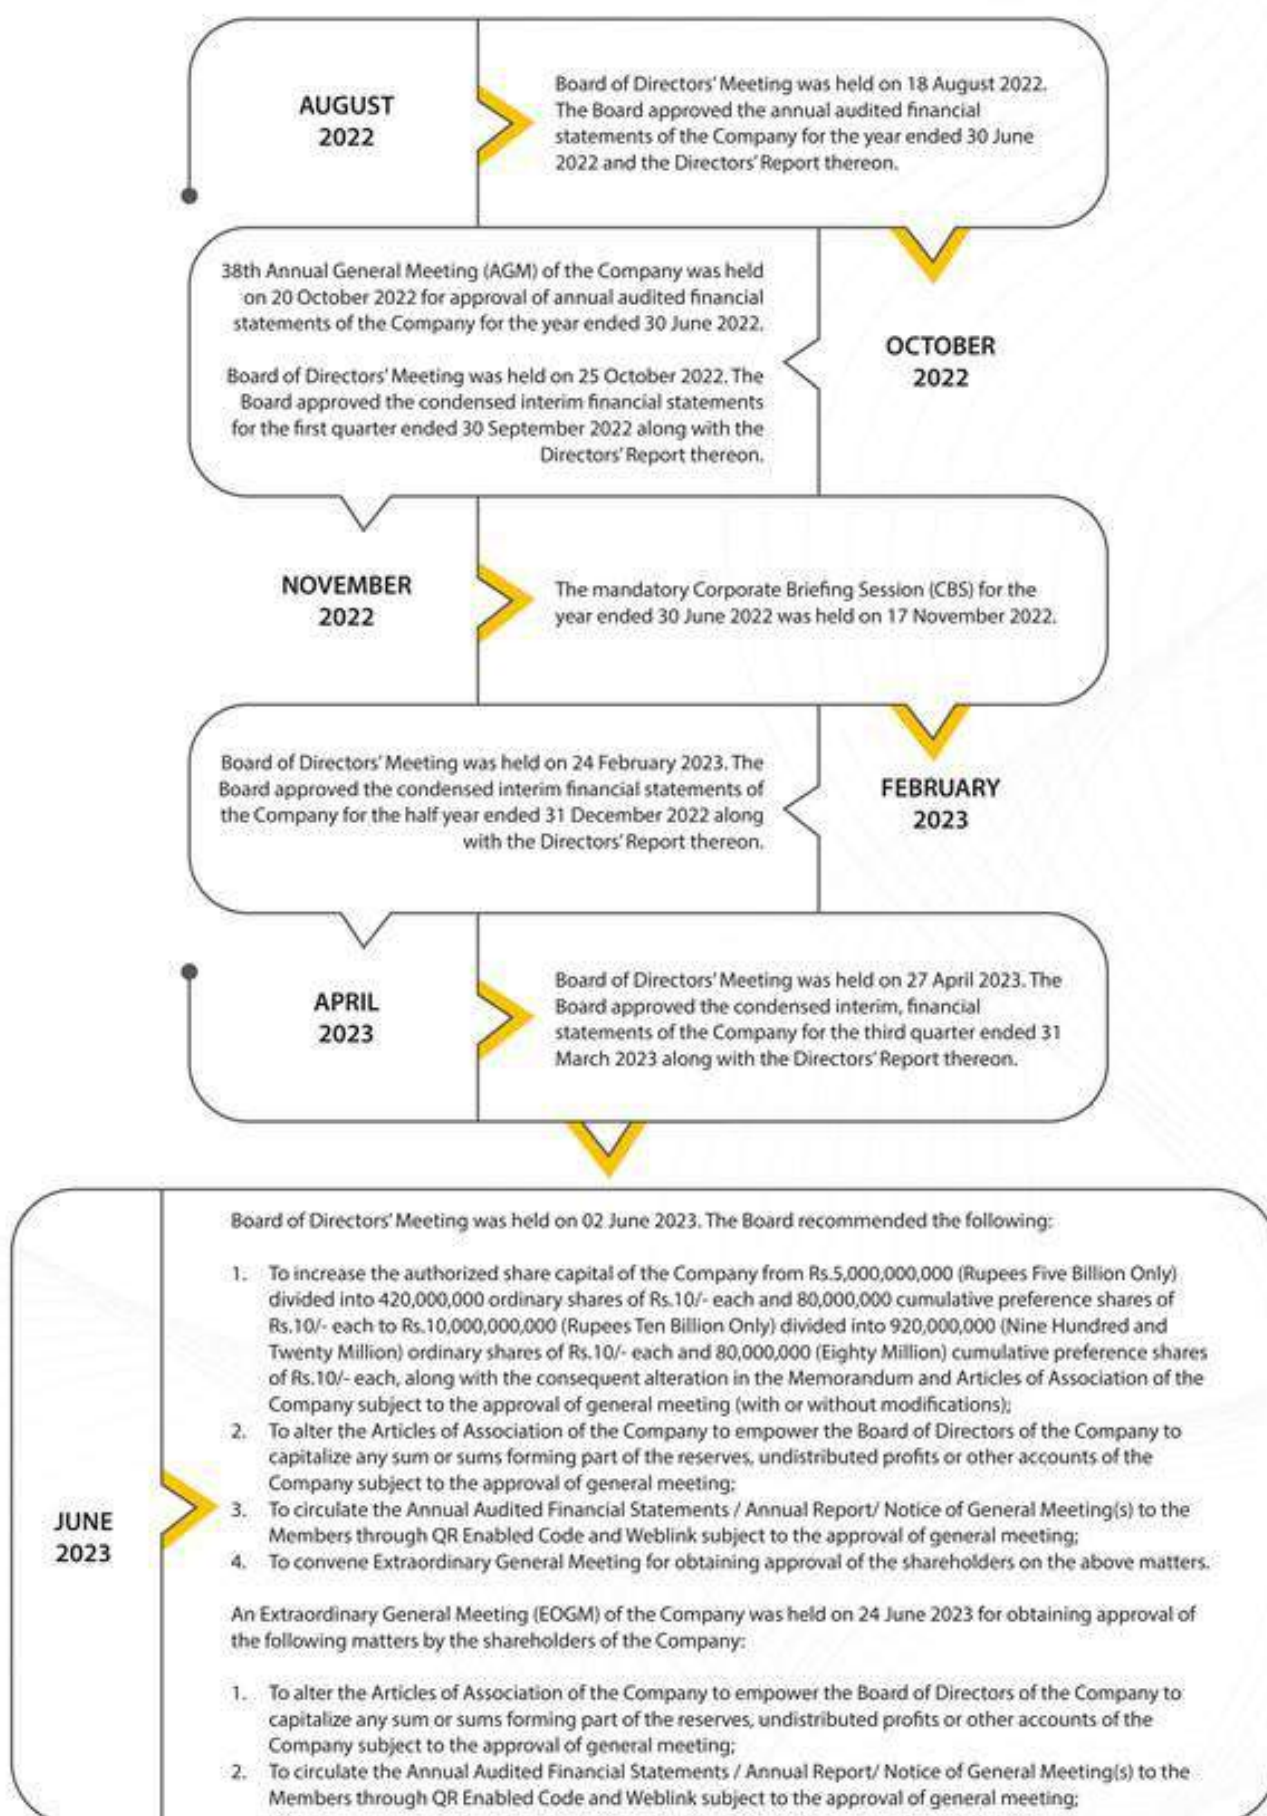 AUGUST
2022
Board of Directors' Meeting was held on 18 August 2022.
The Board approved the annual audited financial
statements of the Company for the year ended 30 June
2022 and the Directors' Report thereon.
38th Annual General Meeting (AGM) of the Company was held
on 20 October 2022 for approval of annual audited financial
statements of the Company for the year ended 30 June 2022.
Board of Directors' Meeting was held on 25 October 2022. The
Board approved the condensed interim financial statements
for the first quarter ended 30 September 2022 along with the
Directors' Report thereon.
OCTOBER
2022
NOVEMBER
2022
The mandatory Corporate Briefing Session (CBS) for the
year ended 30 June 2022 was held on 17 November 2022.
Board of Directors' Meeting was held on 24 February 2023. The
Board approved the condensed interim financial statements of
the Company for the half year ended 31 December 2022 along
with the Directors' Report thereon.
FEBRUARY
2023
APRIL
2023
Board of Directors' Meeting was held on 27 April 2023. The
Board approved the condensed interim, financial
statements of the Company for the third quarter ended 31
March 2023 along with the Directors' Report thereon.
JUNE
2023
Board of Directors' Meeting was held on 02 June 2023. The Board recommended the following:
1. To increase the authorized share capital of the Company from Rs.5,000,000,000 (Rupees Five Billion Only)
divided into 420,000,000 ordinary shares of Rs.10/- each and 80,000,000 cumulative preference shares of
Rs.10/- each to Rs.10,000,000,000 (Rupees Ten Billion Only) divided into 920,000,000 (Nine Hundred and
Twenty Million) ordinary shares of Rs.10/- each and 80,000,000 (Eighty Million) cumulative preference shares
of Rs.10/- each, along with the consequent alteration in the Memorandum and Articles of Association of the
Company subject to the approval of general meeting (with or without modifications);
2. To alter the Articles of Association of the Company to empower the Board of Directors of the Company to
capitalize any sum or sums forming part of the reserves, undistributed profits or other accounts of the
Company subject to the approval of general meeting;
3. To circulate the Annual Audited Financial Statements / Annual Report/ Notice of General Meeting(s) to the
Members through QR Enabled Code and Weblink subject to the approval of general meeting;
4. To convene Extraordinary General Meeting for obtaining approval of the shareholders on the above matters.
An Extraordinary General Meeting (EOGM) of the Company was held on 24 June 2023 for obtaining approval of
the following matters by the shareholders of the Company:
1. To alter the Articles of Association of the Company to empower the Board of Directors of the Company to
capitalize any sum or sums forming part of the reserves, undistributed profits or other accounts of the
Company subject to the approval of general meeting;
2. To circulate the Annual Audited Financial Statements / Annual Report/ Notice of General Meeting(s) to the
Members through QR Enabled Code and Weblink subject to the approval of general meeting;